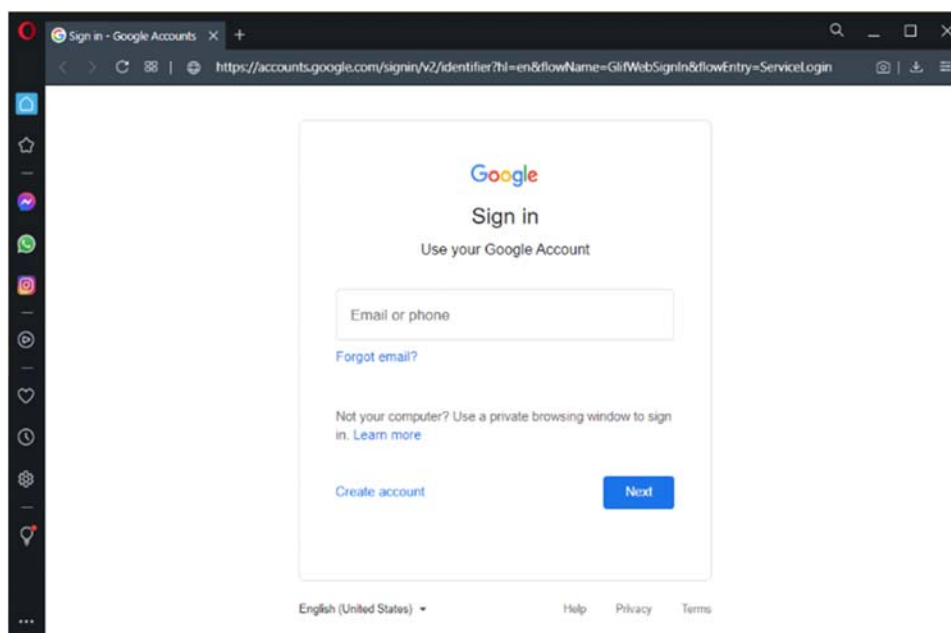 Sign in - Google Accounts
https://accounts.google.com/signin/v2/identifier?hl=en&flowName=GlifWebSignIn&flowEntry=ServiceLogin
Google
Sign in
Use your Google Account
Email or phone
Forgot email?
Not your computer? Use a private browsing window to sign
in. Learn more
Create account
Next
English (United States)
Help Privacy Terms